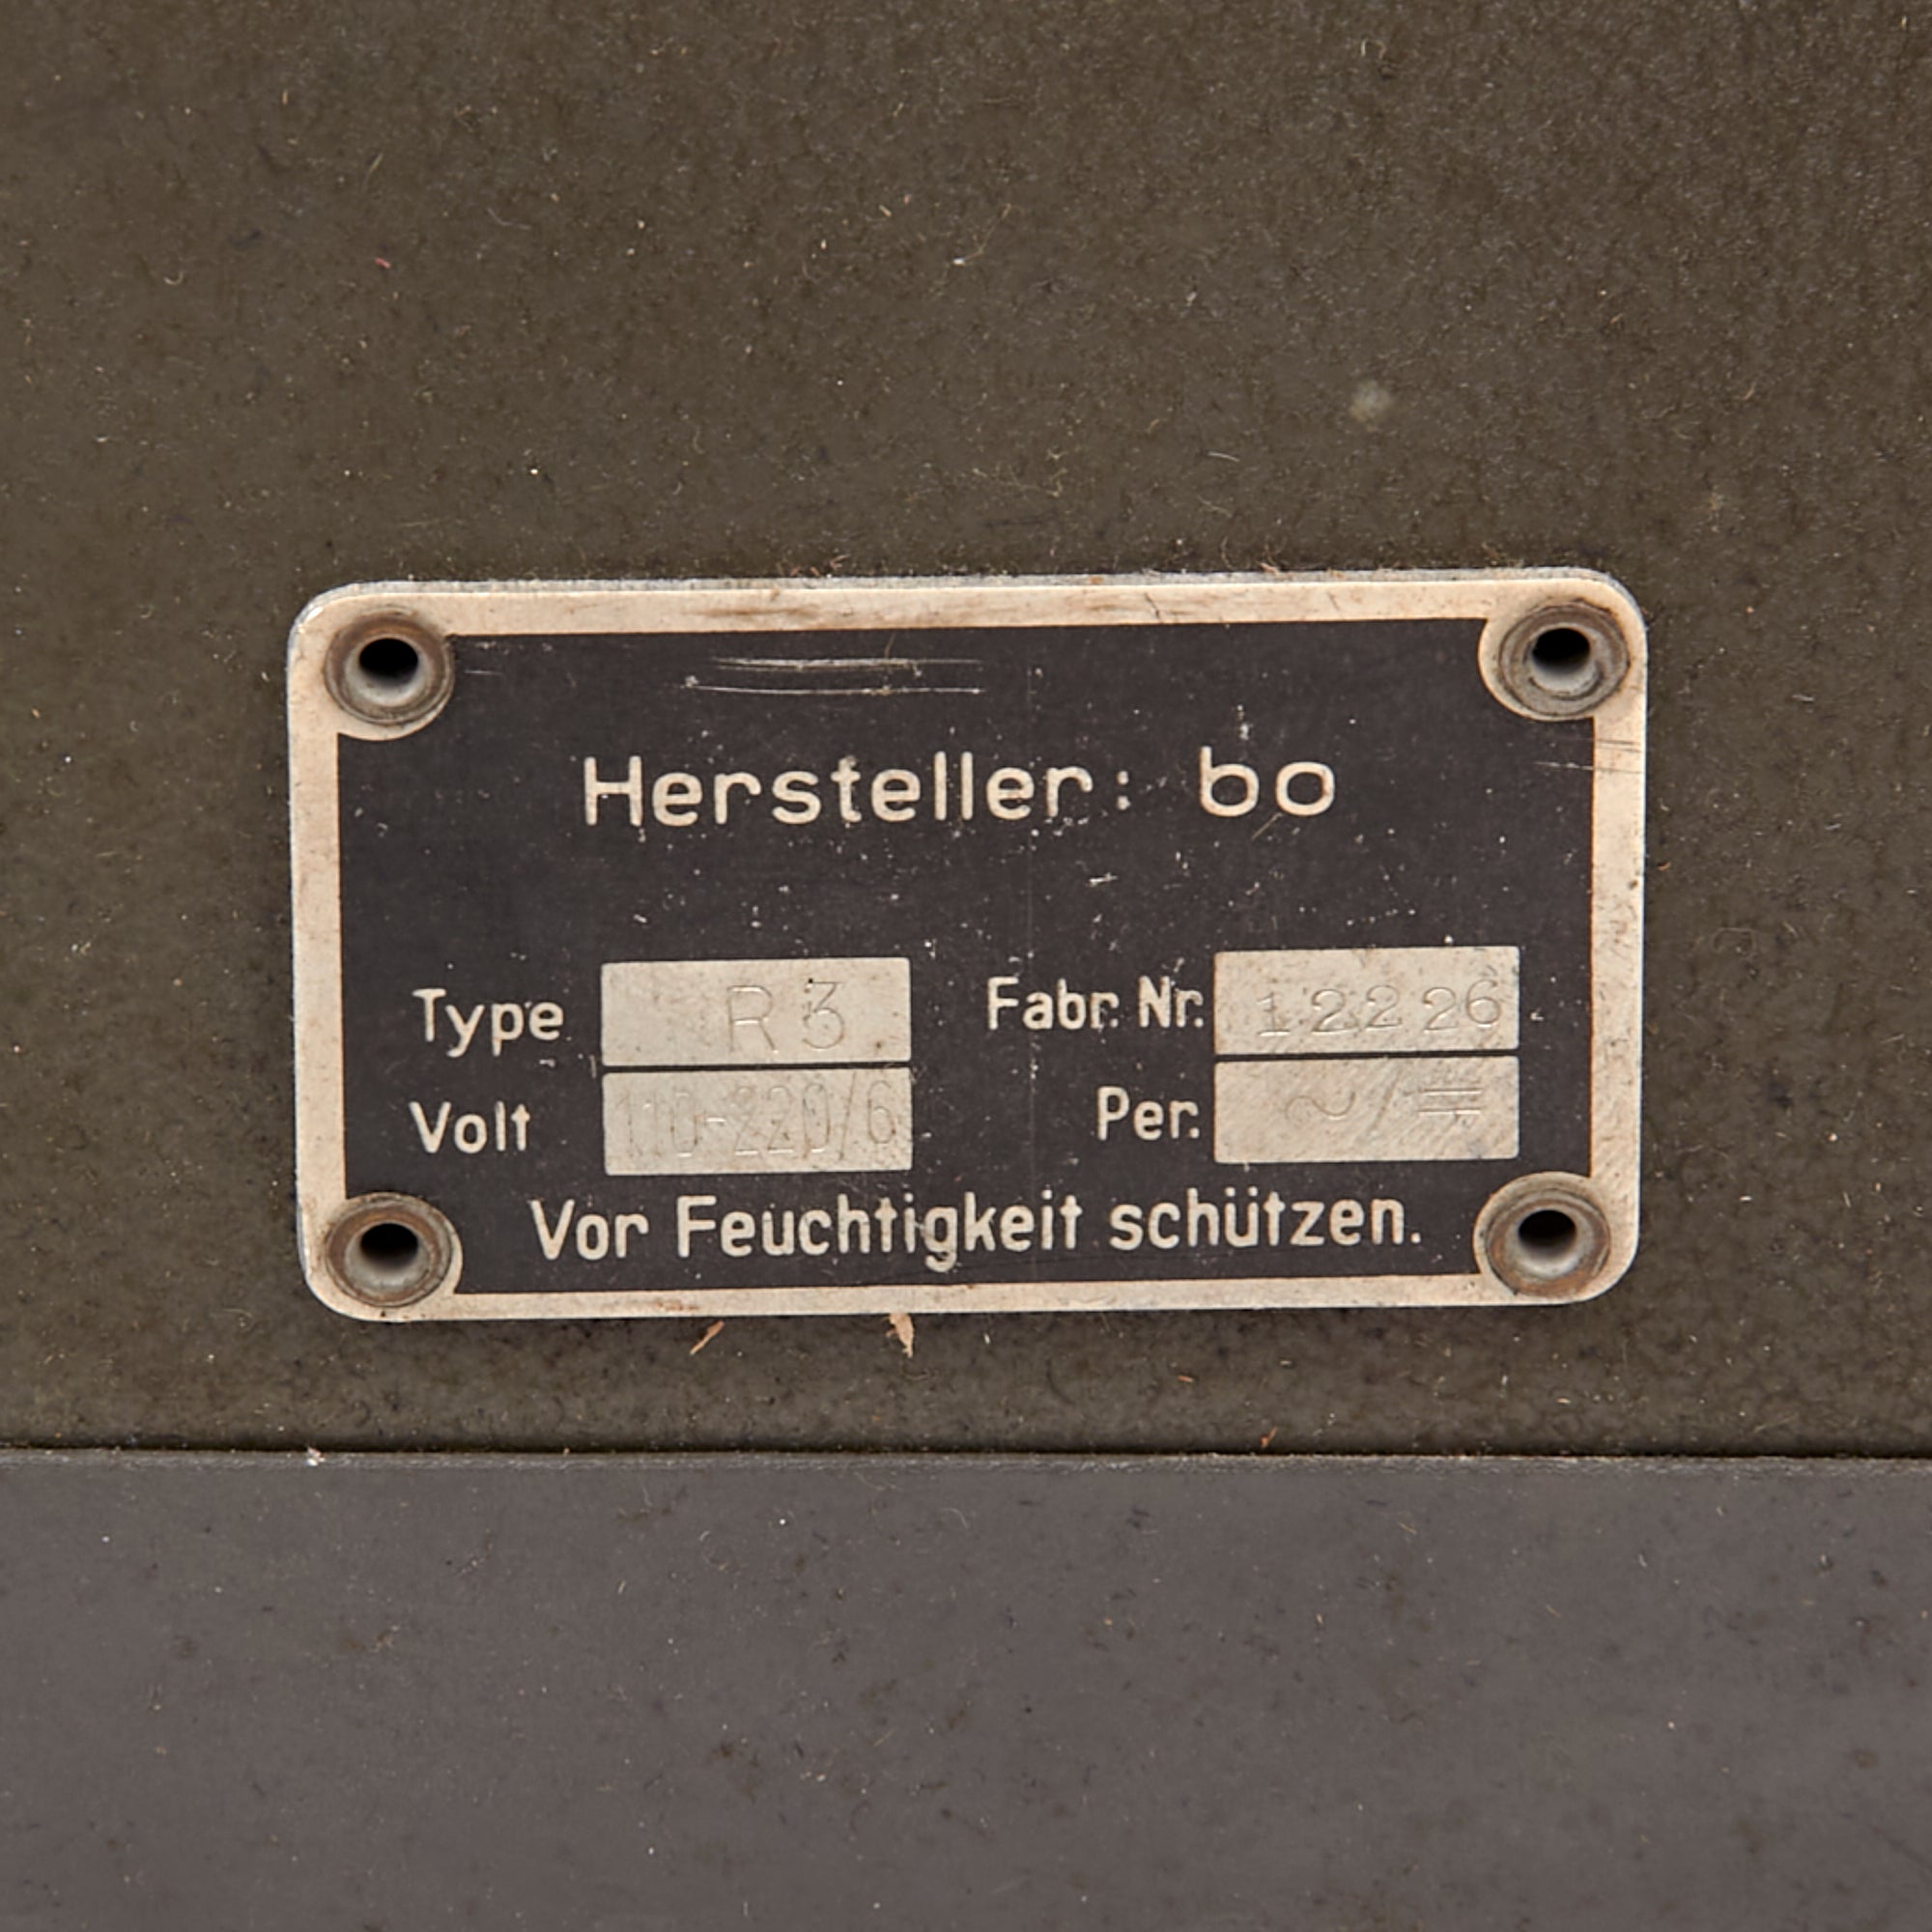 Hersteller: bo
Type R3 Fabr. Nr. 12226
Volt 110-220/6 Per. ~/
Vor Feuchtigkeit schützen.